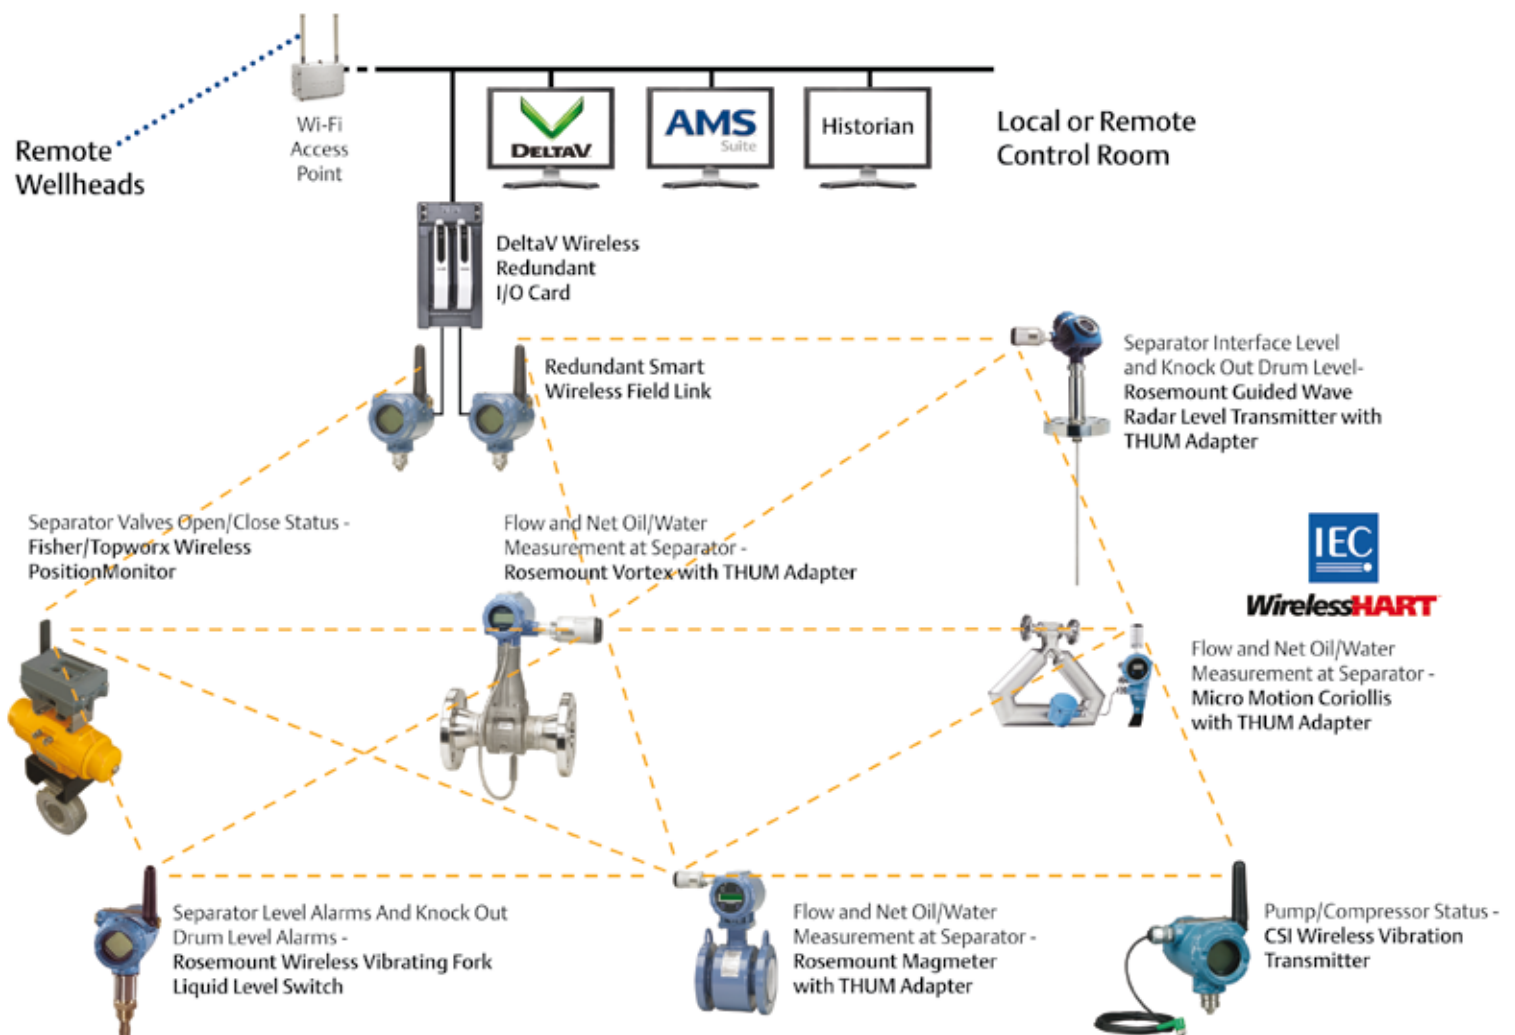 Remote
Wellheads
Wi-Fi
Access
Point
DELTAV
AMS
Suite
Historian
Local or Remote
Control Room
DeltaV Wireless
Redundant
I/O Card
Redundant Smart
Wireless Field Link
Separator Interface Level
and Knock Out Drum Level-
Rosemount Guided Wave
Radar Level Transmitter with
THUM Adapter
Separator Valves Open/Close Status -
Fisher/Topworx Wireless
PositionMonitor
Flow and Net Oil/Water
Measurement at Separator -
Rosemount Vortex with THUM Adapter
IEC
WirelessHART
Flow and Net Oil/Water
Measurement at Separator -
Micro Motion Coriollis
with THUM Adapter
Separator Level Alarms And Knock Out
Drum Level Alarms -
Rosemount Wireless Vibrating Fork
Liquid Level Switch
Flow and Net Oil/Water
Measurement at Separator -
Rosemount Magmeter
with THUM Adapter
Pump/Compressor Status -
CSI Wireless Vibration
Transmitter